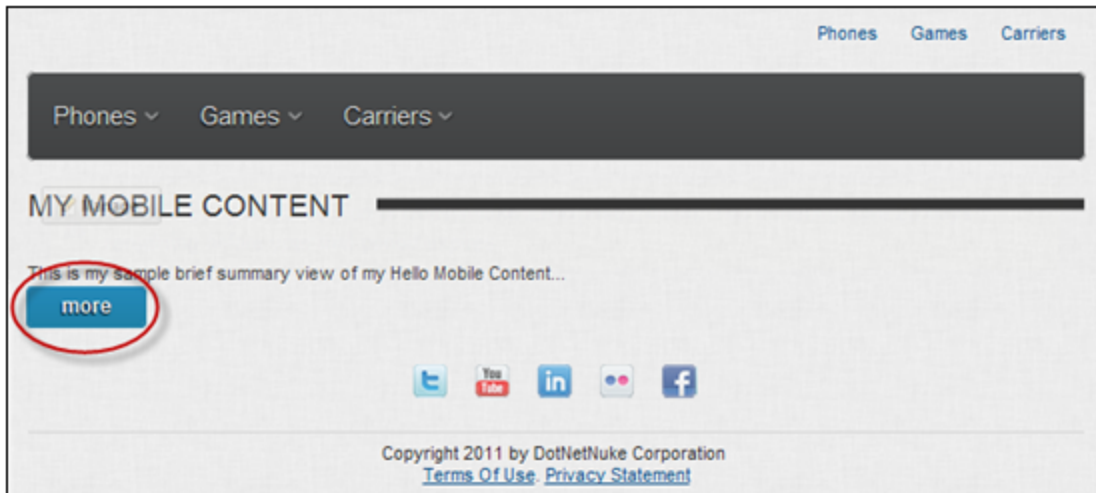 Phones Games Carriers
Phones Games Carriers
MY MOBILE CONTENT
This is my sample brief summary view of my Hello Mobile Content...
more
You Tube in f
Copyright 2011 by DotNetNuke Corporation
Terms Of Use. Privacy Statement